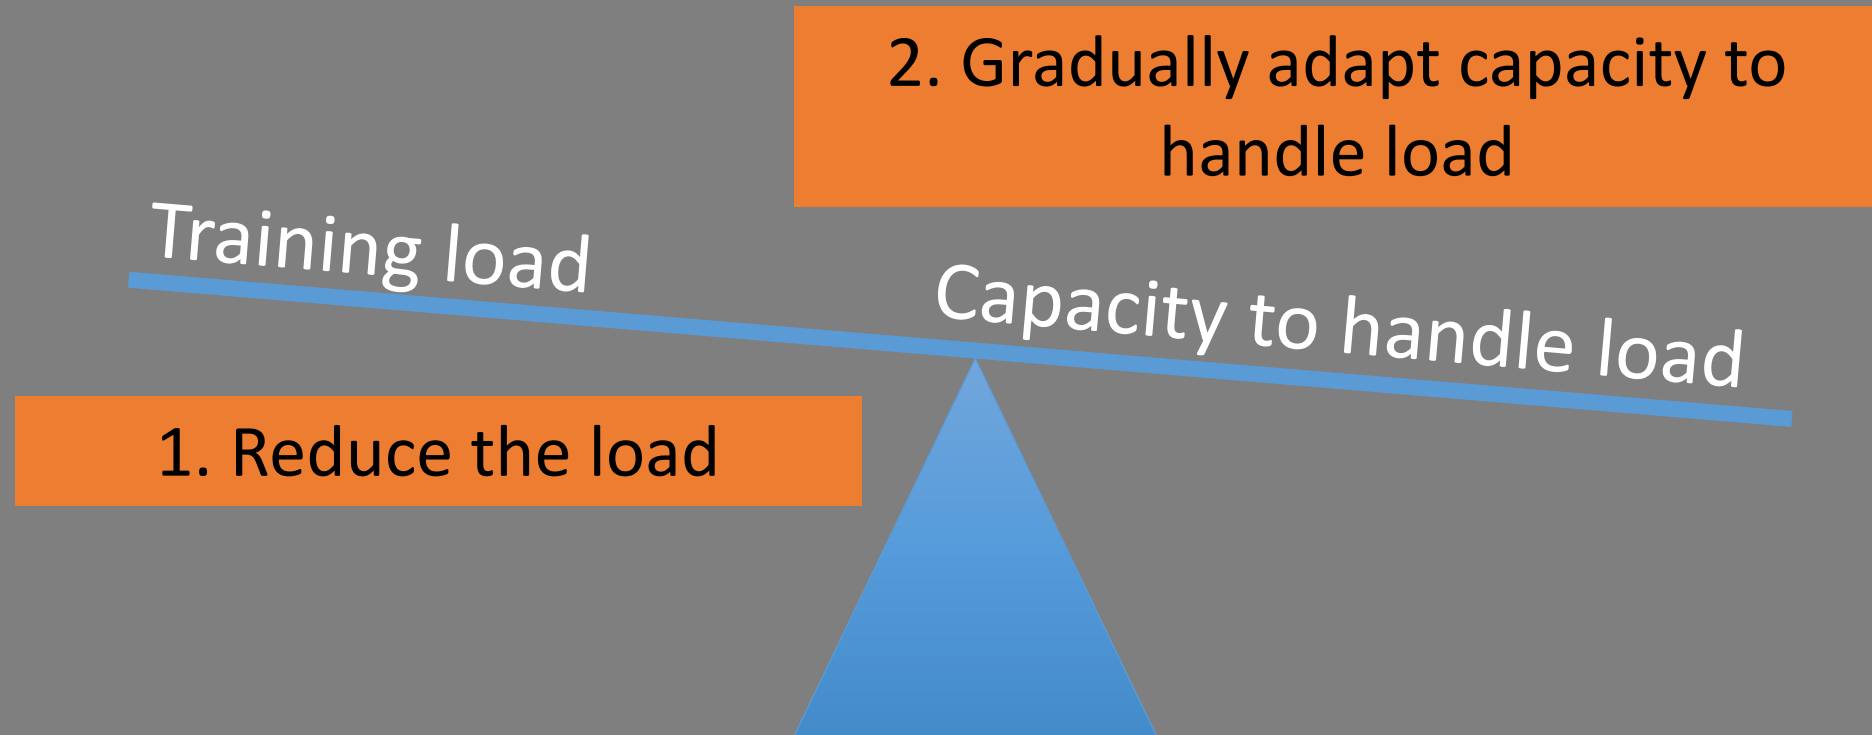 2. Gradually adapt capacity to
handle load
Training load
Capacity to handle load
1. Reduce the load